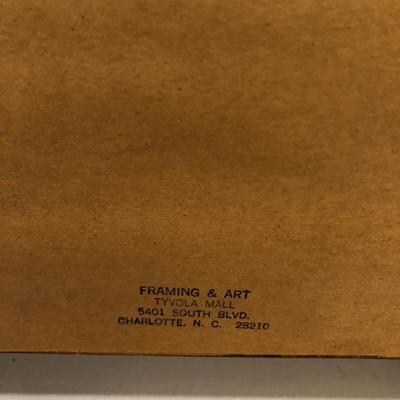 FRAMING & ART
TYVOLA MALL
5401 SOUTH BLVD.
CHARLOTTE, N. C. 28210